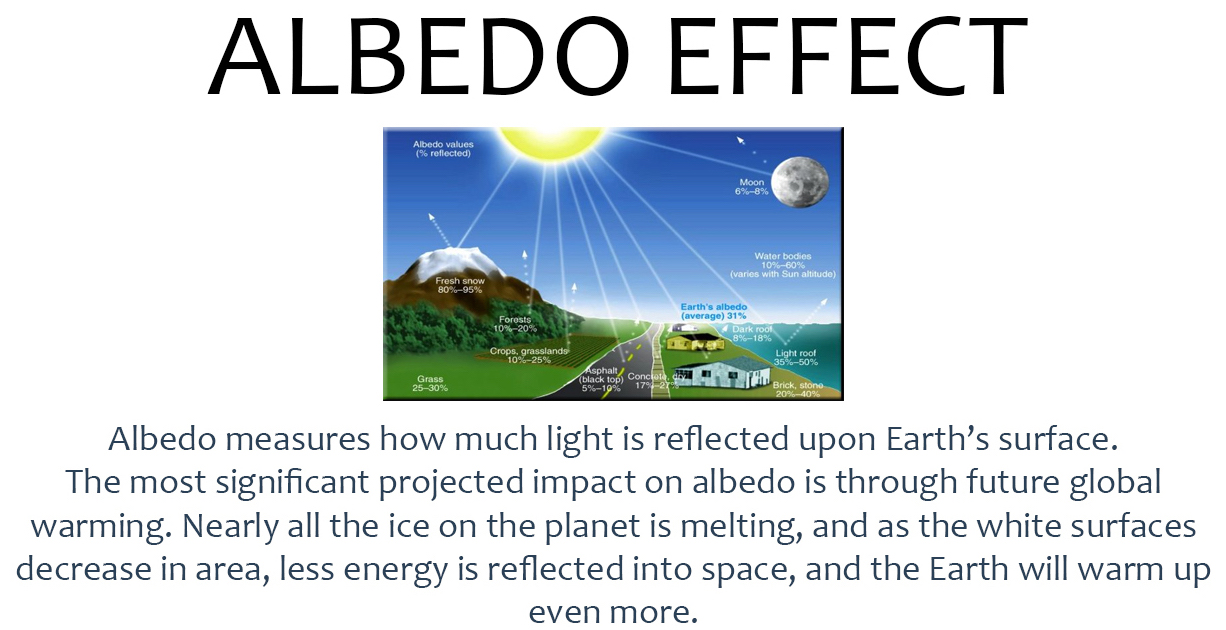 ALBEDO EFFECT
Albedo values
(% reflected)
Moon
6%–8%
Water bodies
10%–60%
(varies with Sun altitude)
Fresh snow
80%–95%
Earth's albedo
(average) 31%
Forests
10%–20%
Dark roof
8%–18%
Crops, grasslands
10%–25%
Light roof
35%–50%
Asphalt
(black top)
5%–10%
Concrete, dry
17%–27%
Grass
25–30%
Brick, stone
20%–40%
Albedo measures how much light is reflected upon Earth’s surface.
The most significant projected impact on albedo is through future global
warming. Nearly all the ice on the planet is melting, and as the white surfaces
decrease in area, less energy is reflected into space, and the Earth will warm up
even more.